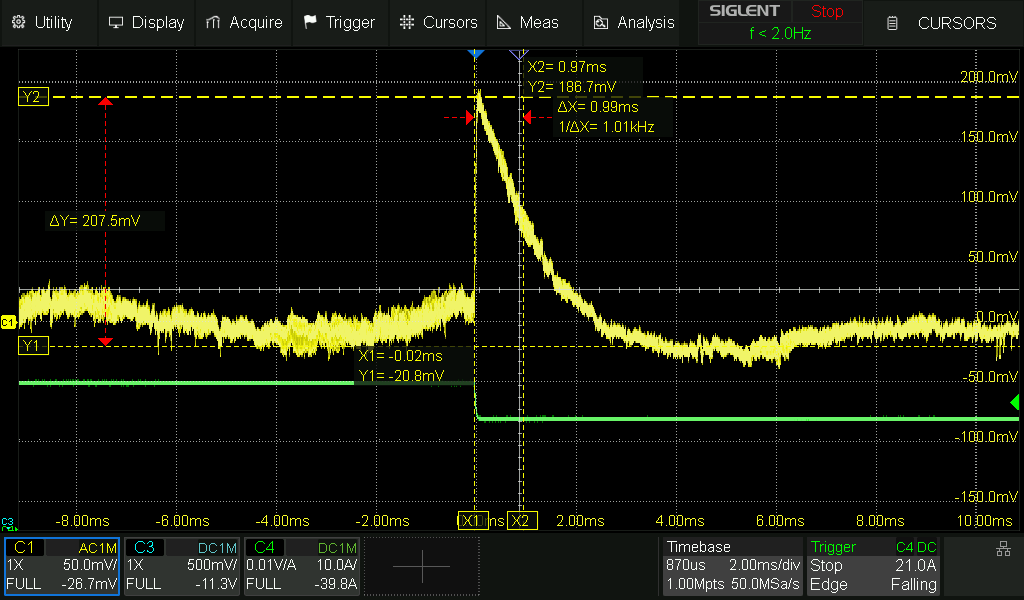 Utility Display Acquire Trigger Cursors Meas Analysis SIGLENT Stop CURSORS
f < 2.0Hz
X2= 0.97ms
Y2= 186.7mV
ΔX= 0.99ms
1/ΔX= 1.01kHz
Y2
200.0mV
150.0mV
100.0mV
ΔY= 207.5mV
50.0mV
C1
0.0mV
Y1
X1= -0.02ms
Y1= -20.8mV
-50.0mV
-100.0mV
-150.0mV
C3
-8.00ms -6.00ms -4.00ms -2.00ms X1 X2 2.00ms 4.00ms 6.00ms 8.00ms 10.00ms
C1 AC1M
1X 50.0mV/
FULL -26.7mV
C3 DC1M
1X 500mV/
FULL -11.3V
C4 DC1M
0.01V/A 10.0A/
FULL -39.8A
Timebase
870us 2.00ms/div
1.00Mpts 50.0MSa/s
Trigger C4 DC
Stop 21.0A
Edge Falling